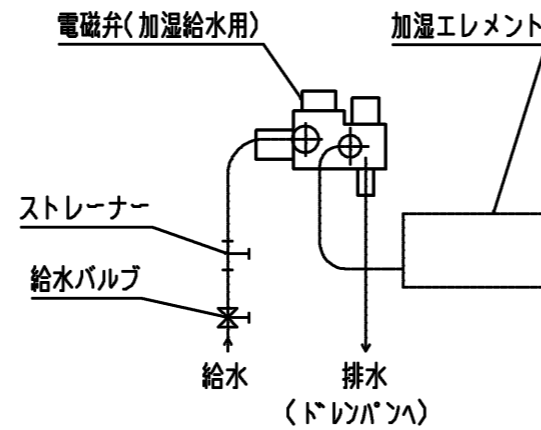 電磁弁(加湿給水用)
加湿エレメント
ストレーナー
給水バルブ
給水
排水
(ドレンパンへ)